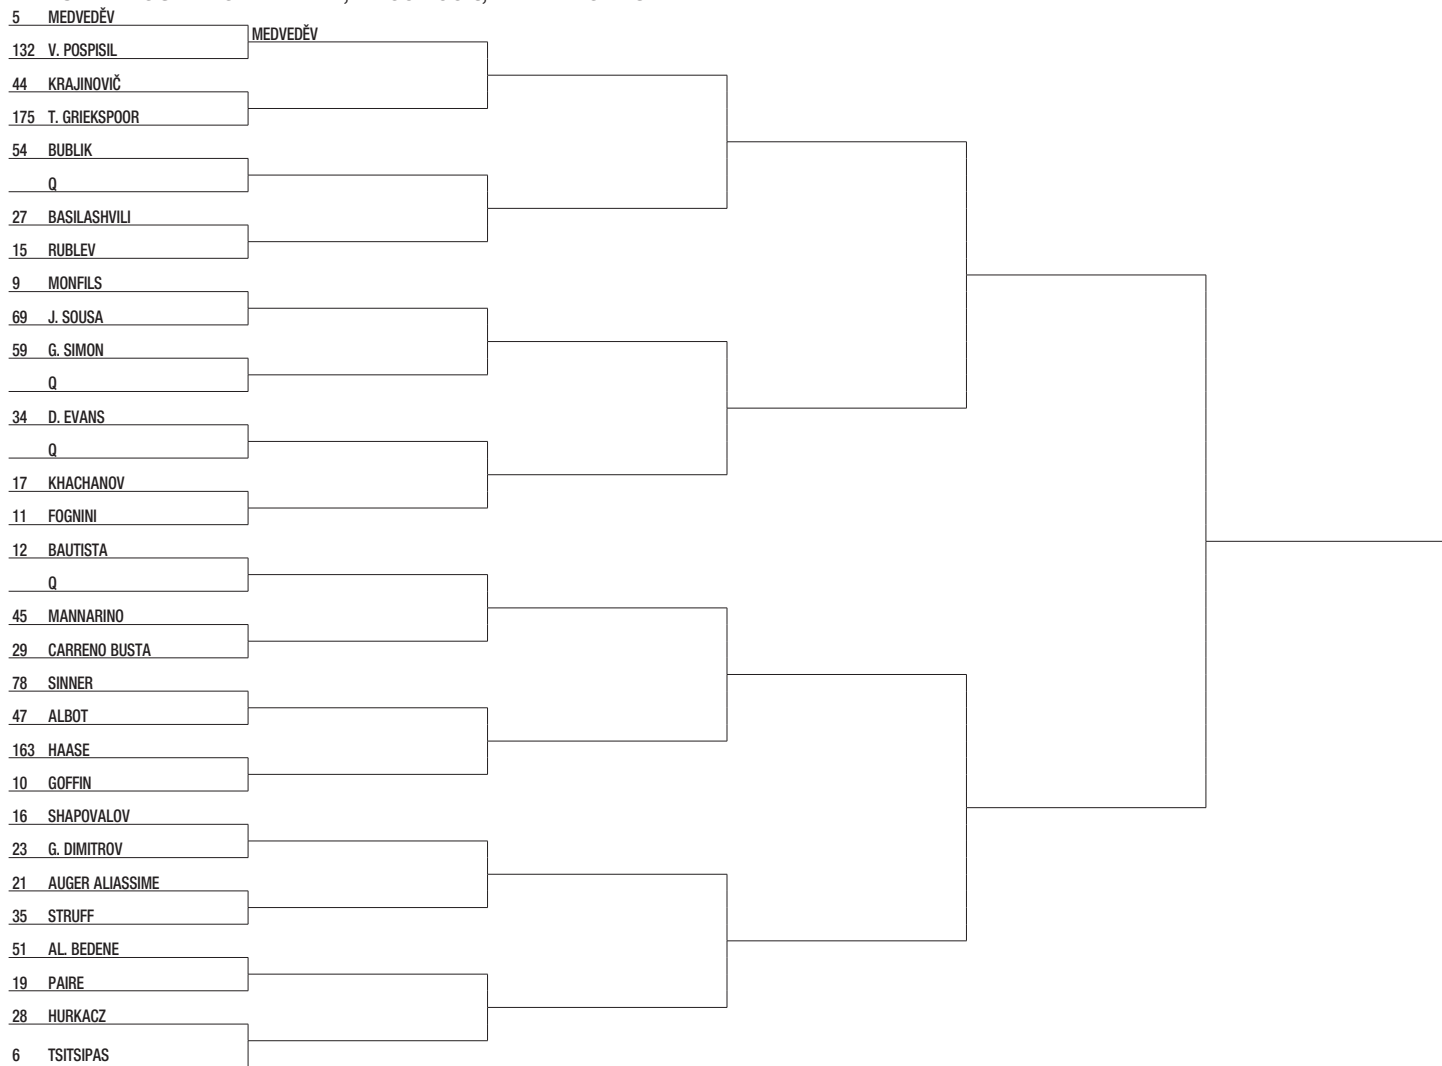 5 MEDVEDĚV
MEDVEDĚV
132 V. POSPISIL
44 KRAJINOVIČ
175 T. GRIEKSPOOR
54 BUBLIK
Q
27 BASILASHVILI
15 RUBLEV
9 MONFILS
69 J. SOUSA
59 G. SIMON
Q
34 D. EVANS
Q
17 KHACHANOV
11 FOGNINI
12 BAUTISTA
Q
45 MANNARINO
29 CARRENO BUSTA
78 SINNER
47 ALBOT
163 HAASE
10 GOFFIN
16 SHAPOVALOV
23 G. DIMITROV
21 AUGER ALIASSIME
35 STRUFF
51 AL. BEDENE
19 PAIRE
28 HURKACZ
6 TSITSIPAS